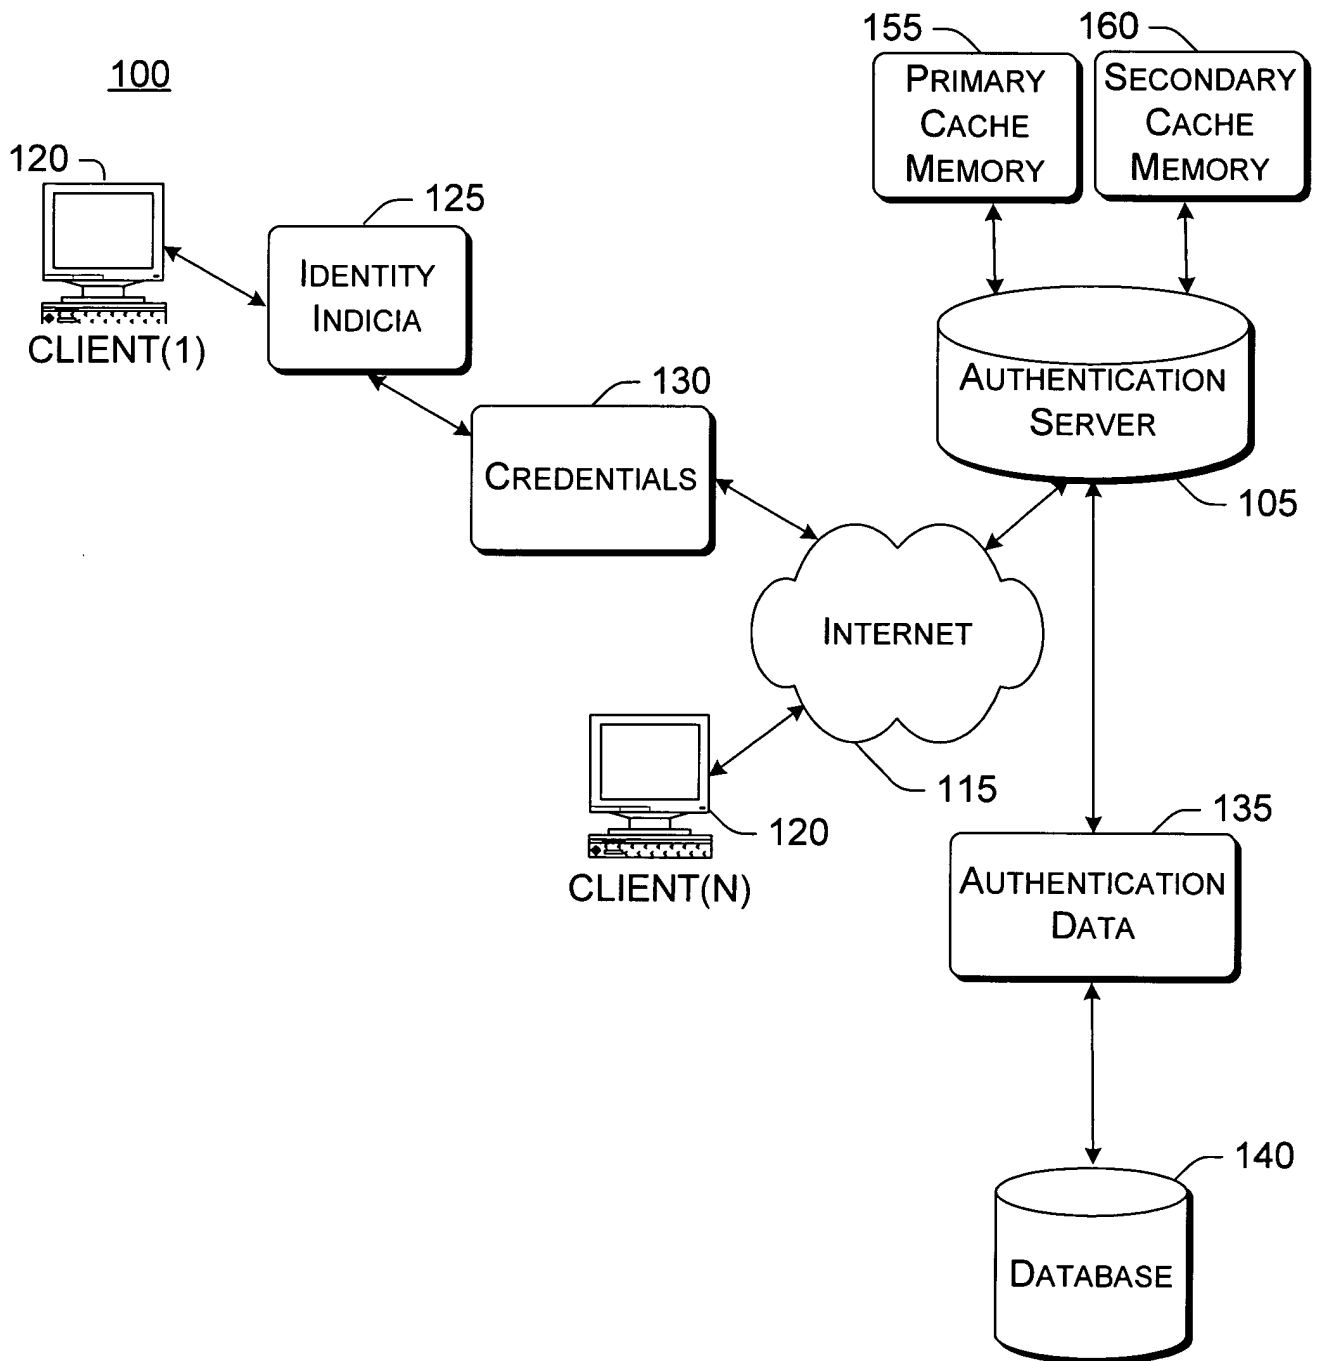 100
155
160
PRIMARY
CACHE
MEMORY
SECONDARY
CACHE
MEMORY
120
125
IDENTITY
INDICIA
CLIENT(1)
130
CREDENTIALS
AUTHENTICATION
SERVER
105
INTERNET
115
120
CLIENT(N)
135
AUTHENTICATION
DATA
140
DATABASE